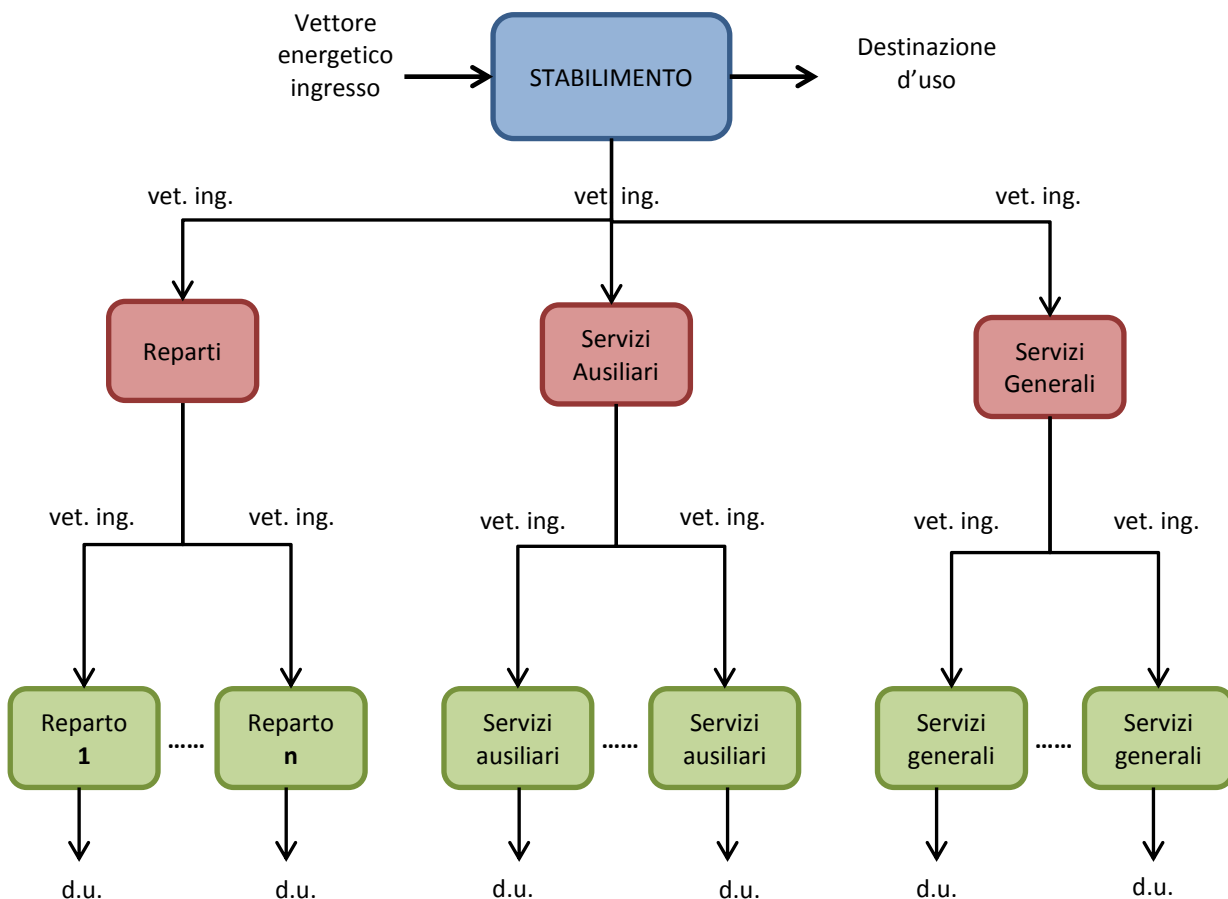 Vettore
energetico
ingresso
STABILIMENTO
Destinazione
d’uso
vet. ing.
vet. ing.
vet. ing.
Reparti
Servizi
Ausiliari
Servizi
Generali
vet. ing.
vet. ing.
vet. ing.
vet. ing.
vet. ing.
vet. ing.
Reparto
1
......
Reparto
n
Servizi
ausiliari
......
Servizi
ausiliari
Servizi
generali
......
Servizi
generali
d.u.
d.u.
d.u.
d.u.
d.u.
d.u.